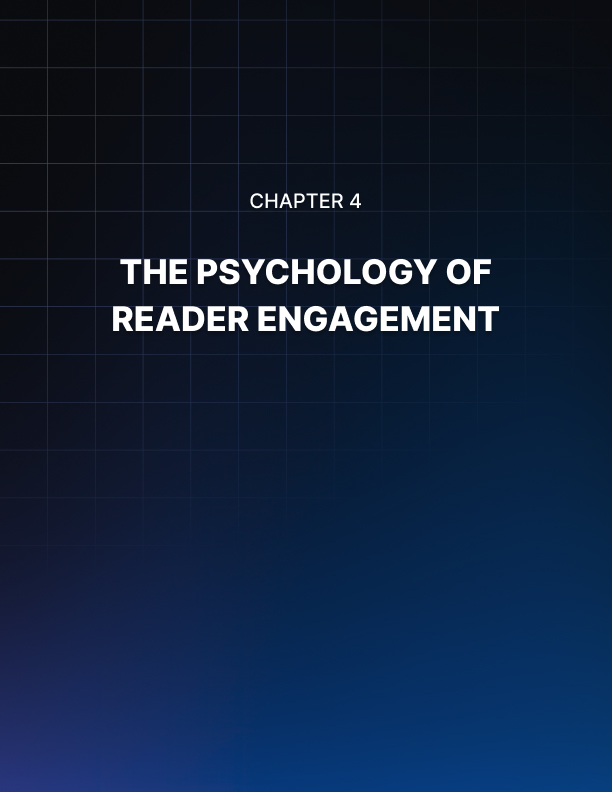 CHAPTER 4
THE PSYCHOLOGY OF
READER ENGAGEMENT